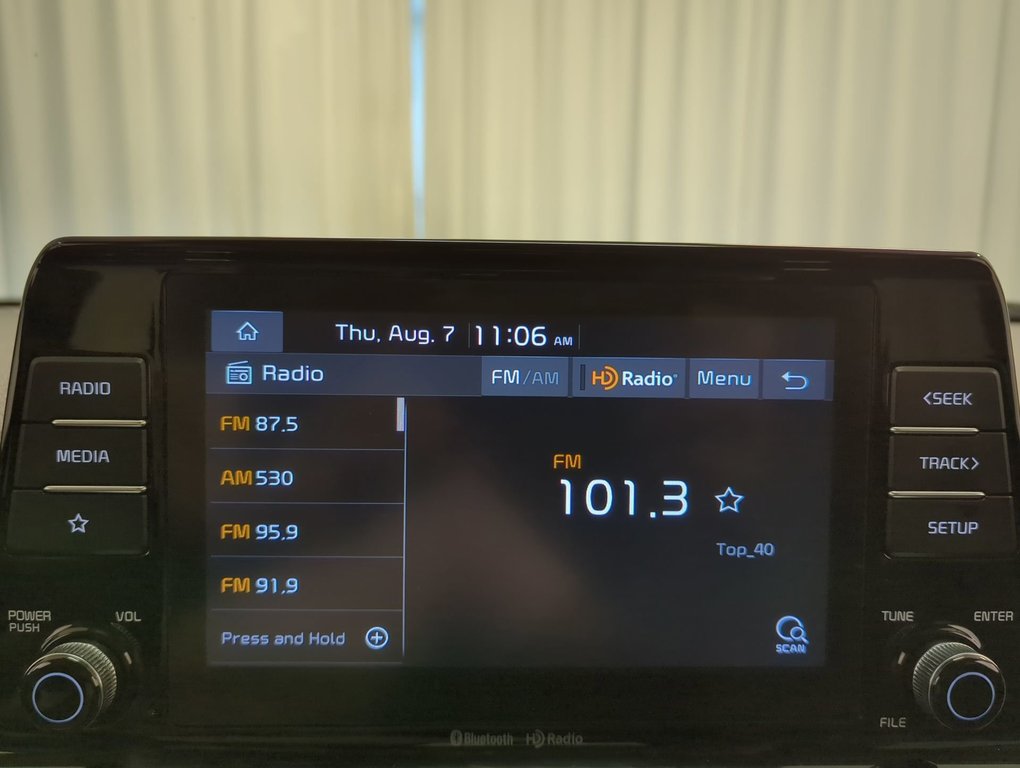 Thu, Aug. 7 11:06 AM
Radio FM/AM HD Radio Menu
FM 87.5
AM 530
FM 95.9
FM 91.9
Press and Hold
FM
101.3
Top_40
SCAN
RADIO
MEDIA
POWER
PUSH
VOL
<SEEK
TRACK>
SETUP
TUNE
ENTER
FILE
Bluetooth HD Radio